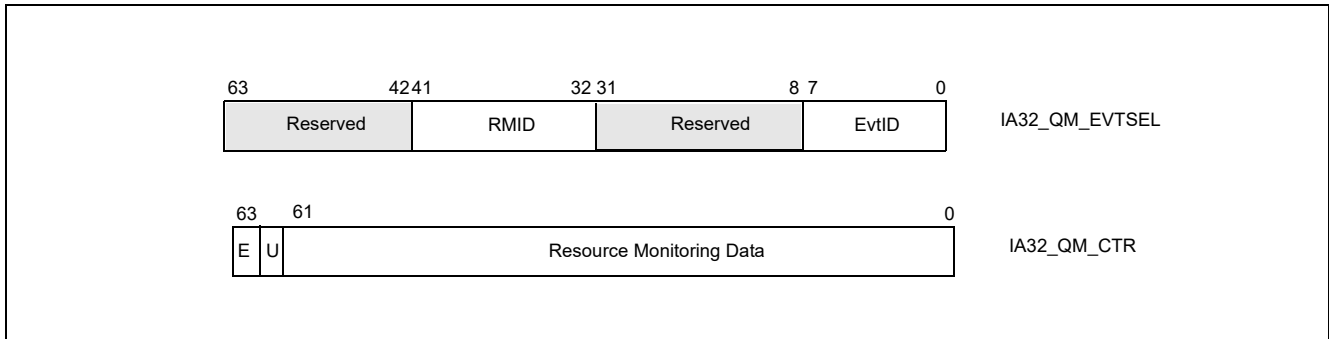 63 4241 32 31 8 7 0
Reserved RMID Reserved EvtID IA32_QM_EVTSEL
63 61 0
E U Resource Monitoring Data IA32_QM_CTR